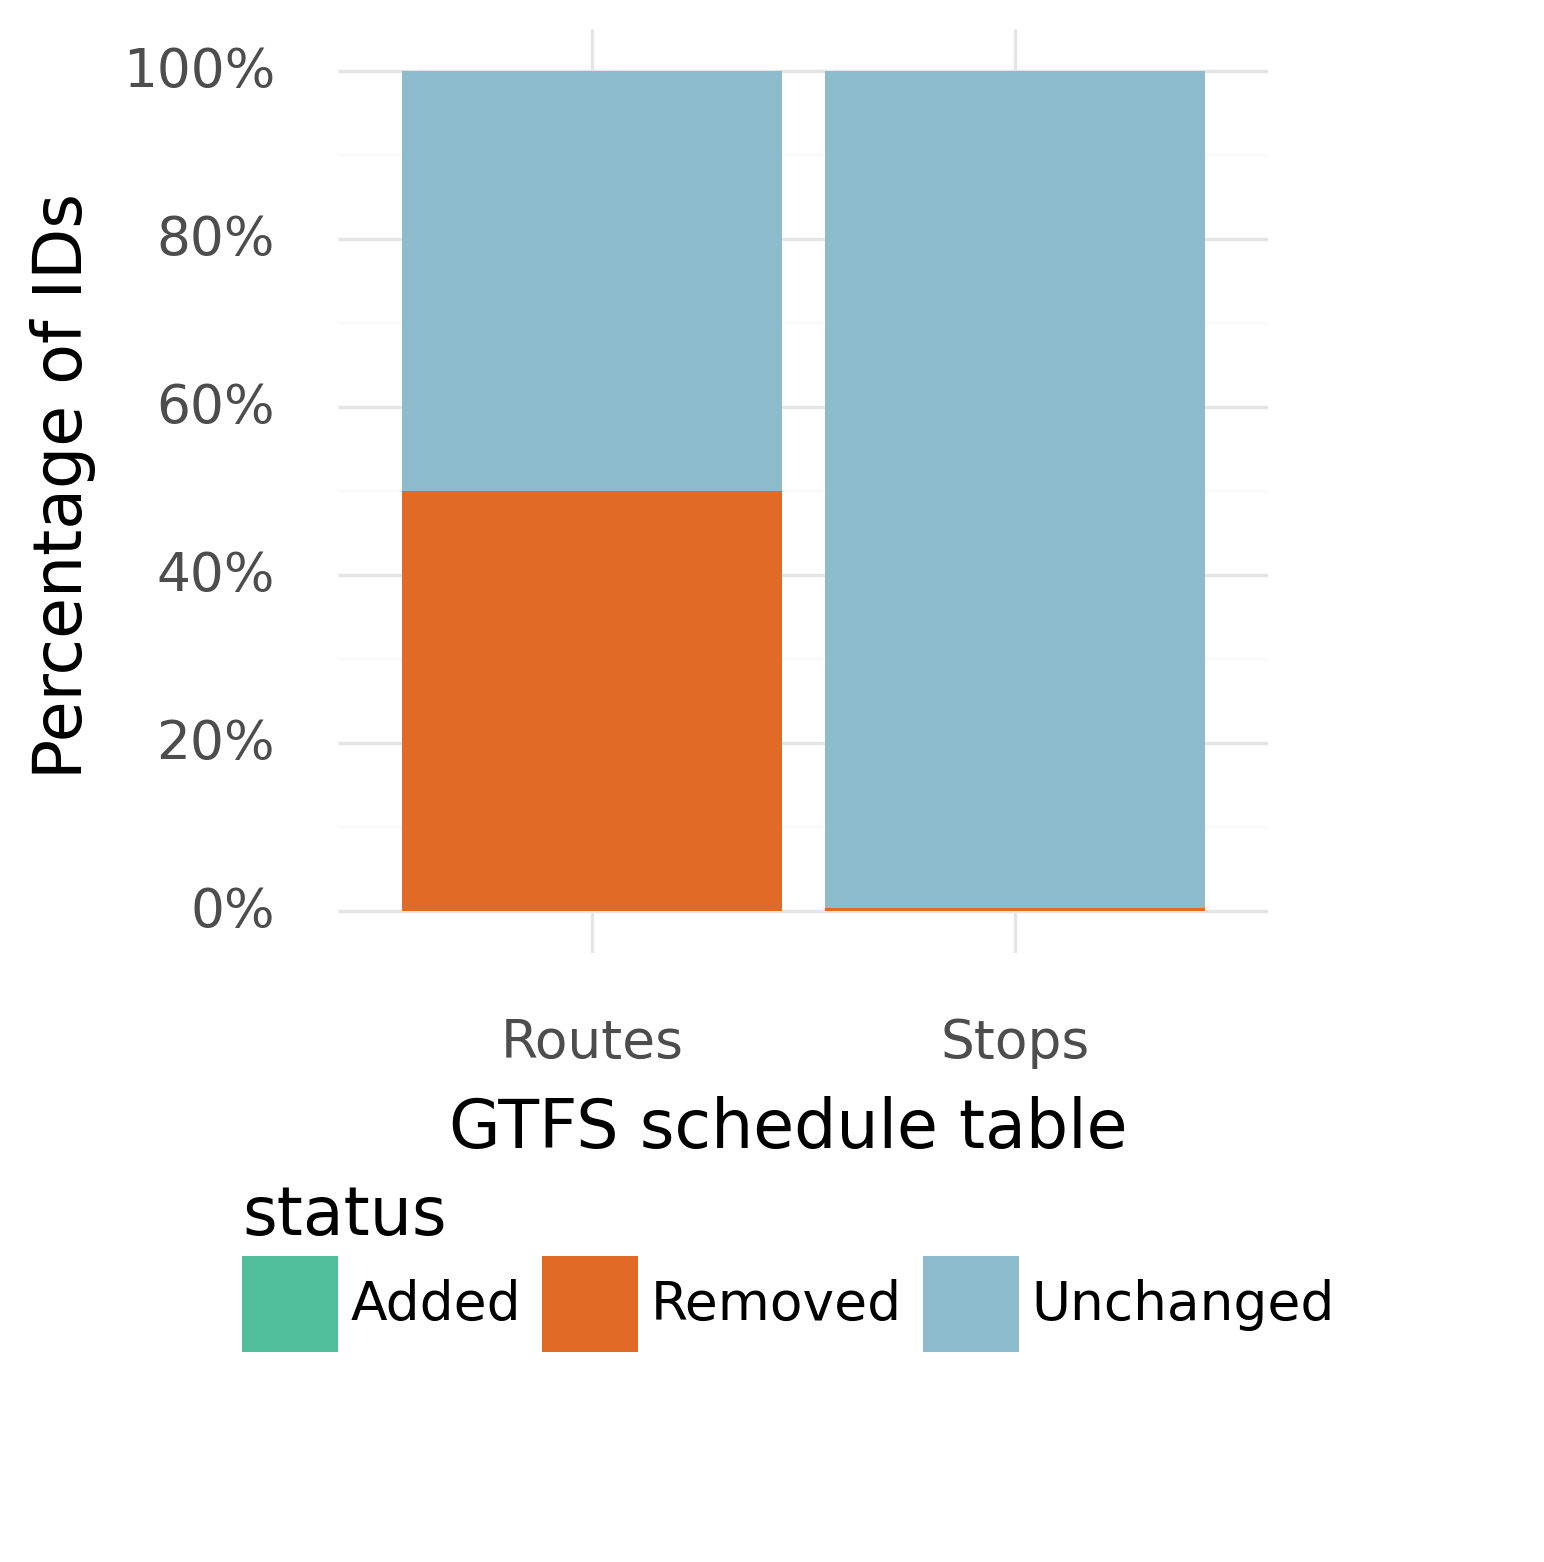 100%
80%
60%
40%
20%
0%
Percentage of IDs
Routes Stops
GTFS schedule table
status
Added Removed Unchanged